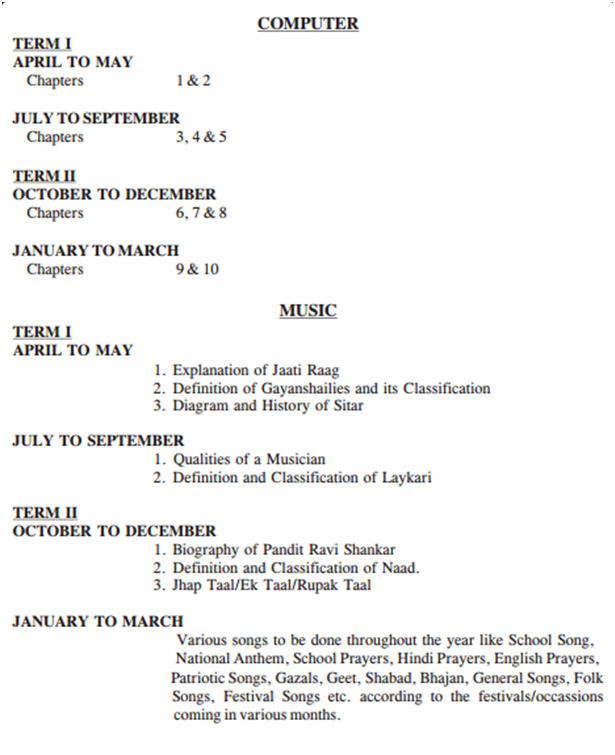 COMPUTER
TERM I
APRIL TO MAY
Chapters 1 & 2
JULY TO SEPTEMBER
Chapters 3, 4 & 5
TERM II
OCTOBER TO DECEMBER
Chapters 6, 7 & 8
JANUARY TO MARCH
Chapters 9 & 10
MUSIC
TERM I
APRIL TO MAY
1. Explanation of Jaati Raag
2. Definition of Gayanshailies and its Classification
3. Diagram and History of Sitar
JULY TO SEPTEMBER
1. Qualities of a Musician
2. Definition and Classification of Laykari
TERM II
OCTOBER TO DECEMBER
1. Biography of Pandit Ravi Shankar
2. Definition and Classification of Naad.
3. Jhap Taal/Ek Taal/Rupak Taal
JANUARY TO MARCH
Various songs to be done throughout the year like School Song,
National Anthem, School Prayers, Hindi Prayers, English Prayers,
Patriotic Songs, Gazals, Geet, Shabad, Bhajan, General Songs, Folk
Songs, Festival Songs etc. according to the festivals/occassions
coming in various months.